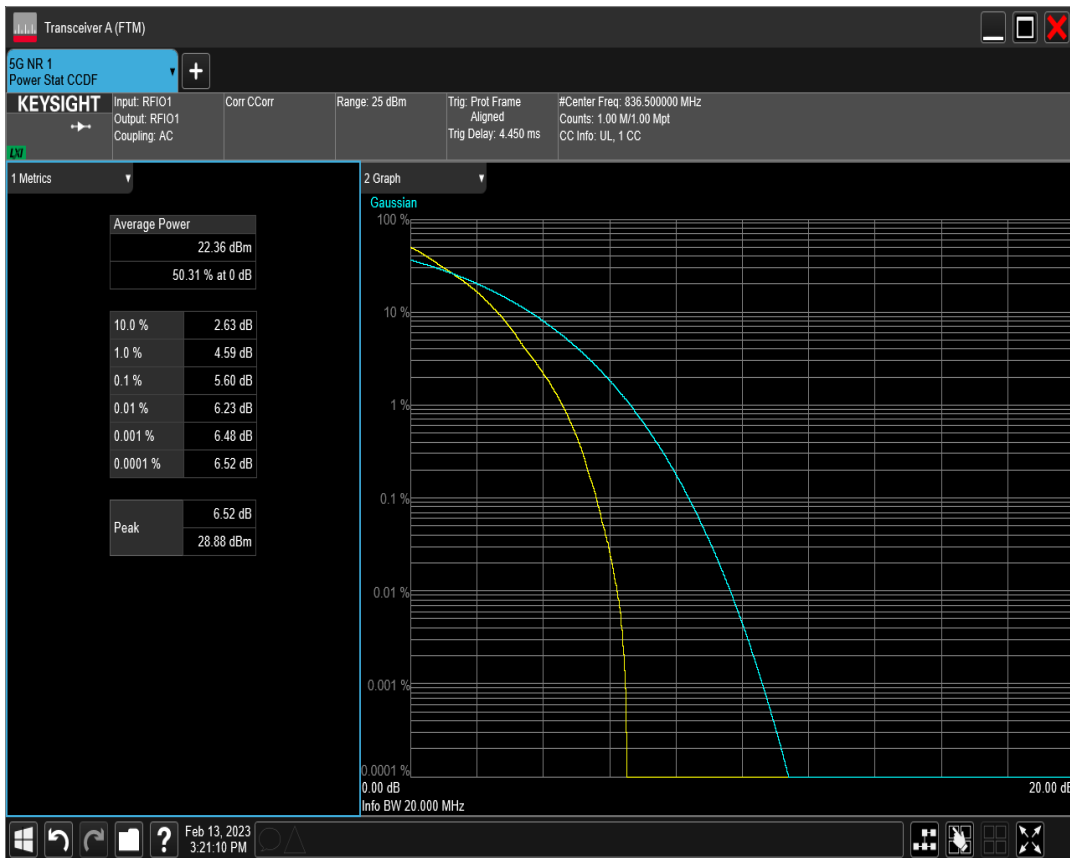 Transceiver A (FTM)
5G NR 1
Power Stat CCDF
+
KEYSIGHT
LXI
Input: RFIO1
Output: RFIO1
Coupling: AC
Corr CCorr
Range: 25 dBm
Trig: Prot Frame
Aligned
Trig Delay: 4.450 ms
#Center Freq: 836.500000 MHz
Counts: 1.00 M/1.00 Mpt
CC Info: UL, 1 CC
1 Metrics
Average Power
22.36 dBm
50.31 % at 0 dB
10.0 % 2.63 dB
1.0 % 4.59 dB
0.1 % 5.60 dB
0.01 % 6.23 dB
0.001 % 6.48 dB
0.0001 % 6.52 dB
Peak
6.52 dB
28.88 dBm
2 Graph
Gaussian
100 %
10 %
1 %
0.1 %
0.01 %
0.001 %
0.0001 %
0.00 dB 20.00 dB
Info BW 20.000 MHz
?
Feb 13, 2023
3:21:10 PM